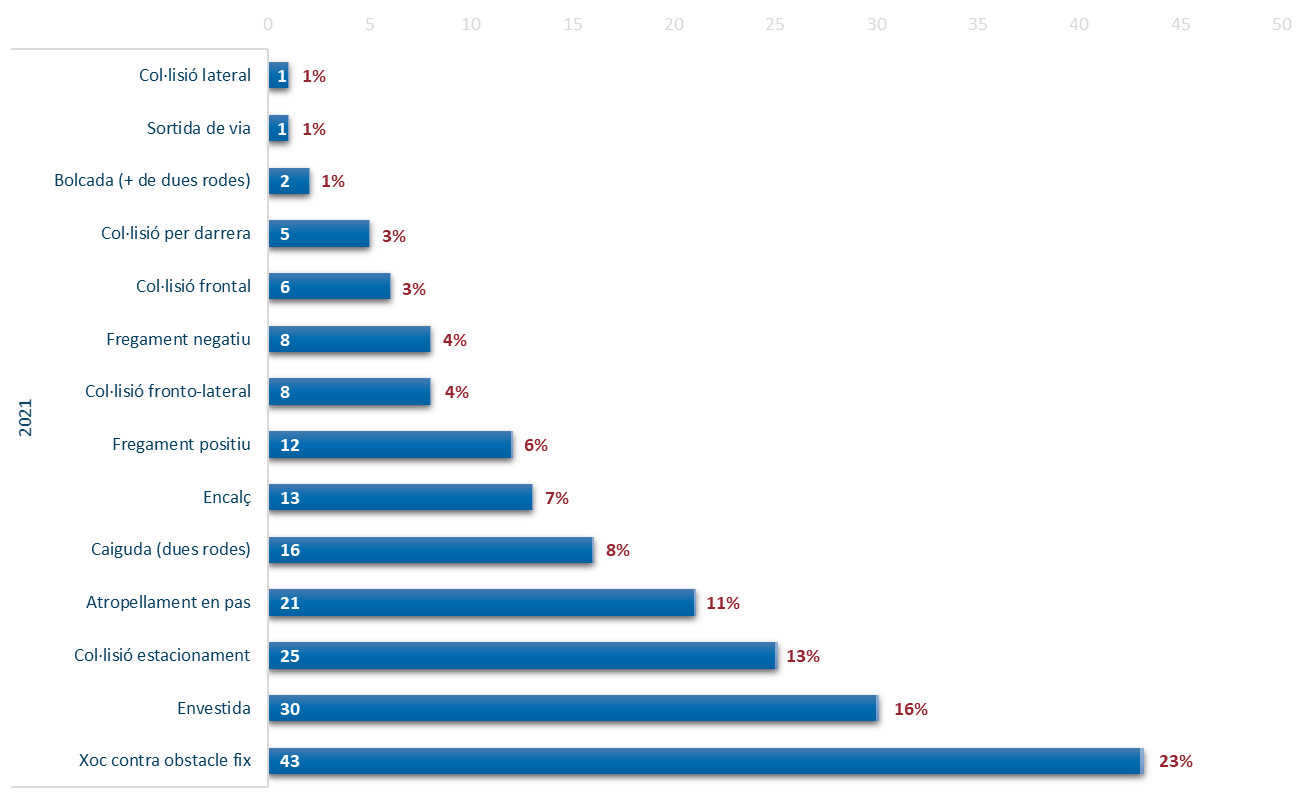 0 5 10 15 20 25 30 35 40 45 50
Col·lisió lateral 1 1%
Sortida de via 1 1%
Bolcada (+ de dues rodes) 2 1%
Col·lisió per darrera 5 3%
Col·lisió frontal 6 3%
Fregament negatiu 8 4%
Col·lisió fronto-lateral 8 4%
2021
Fregament positiu 12 6%
Encalç 13 7%
Caiguda (dues rodes) 16 8%
Atropellament en pas 21 11%
Col·lisió estacionament 25 13%
Envestida 30 16%
Xoc contra obstacle fix 43 23%